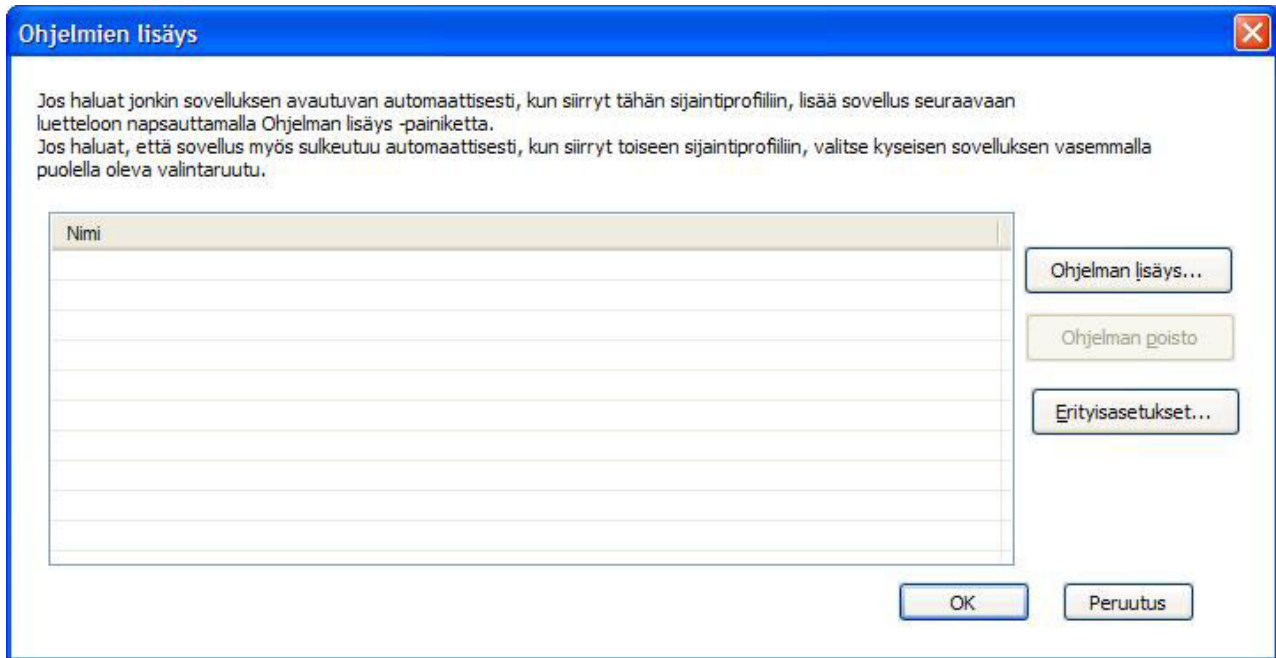 Ohjelmien lisäys
Jos haluat jonkin sovelluksen avautuvan automaattisesti, kun siirryt tähän sijaintiprofiiliin, lisää sovellus seuraavaan
luetteloon napsauttamalla Ohjelman lisäys -painiketta.
Jos haluat, että sovellus myös sulkeutuu automaattisesti, kun siirryt toiseen sijaintiprofiiliin, valitse kyseisen sovelluksen vasemmalla
puolella oleva valintaruutu.
Nimi
Ohjelman lisäys...
Ohjelman poisto
Erityisasetukset...
OK
Peruutus